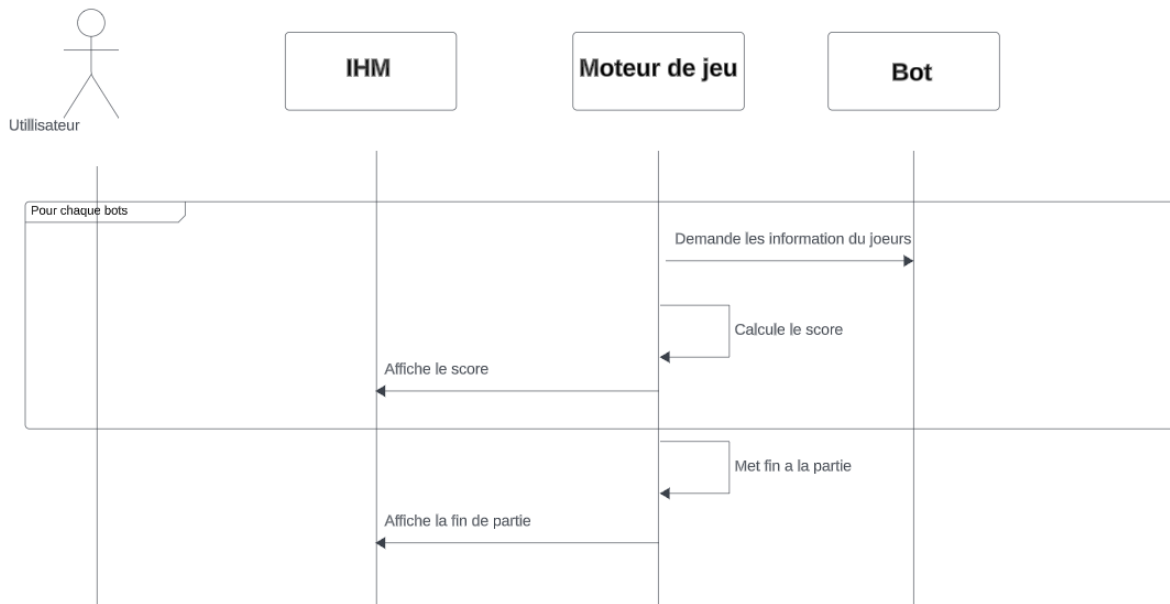 IHM
Moteur de jeu
Bot
Utillisateur
Pour chaque bots
Demande les information du joeurs
Calcule le score
Affiche le score
Met fin a la partie
Affiche la fin de partie